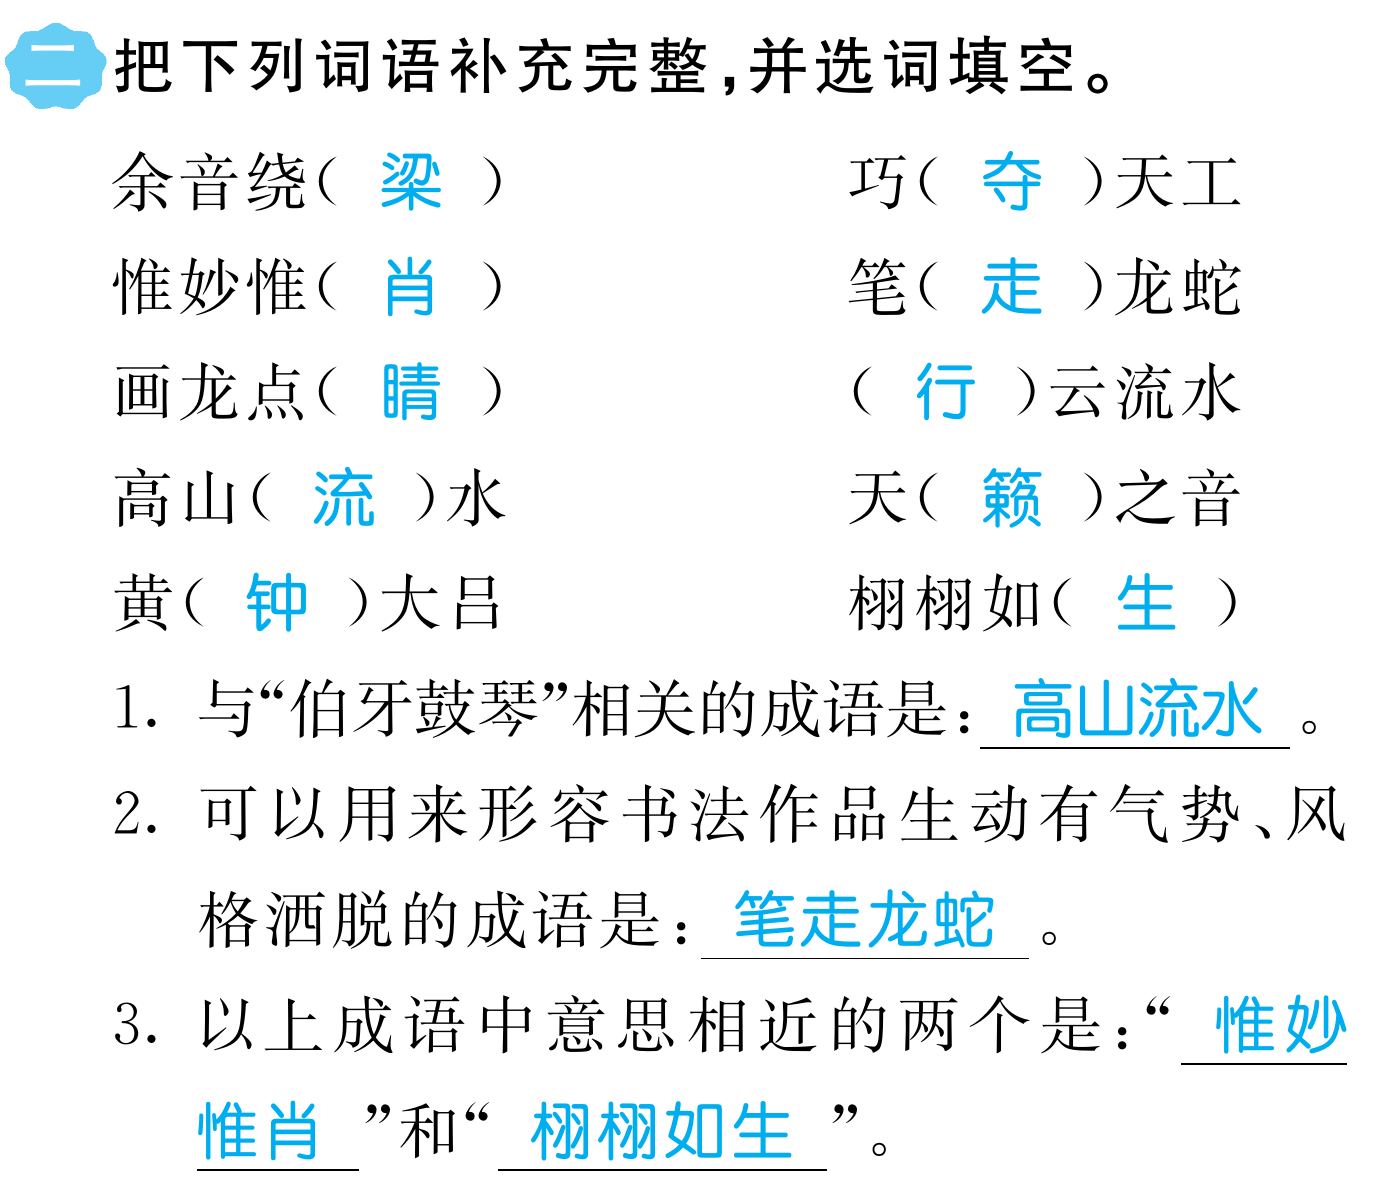 二 把下列词语补充完整,并选词填空。
余音绕( 梁 ) 巧( 夺 )天工
惟妙惟( 肖 ) 笔( 走 )龙蛇
画龙点( 睛 ) ( 行 )云流水
高山( 流 )水 天( 籁 )之音
黄( 钟 )大吕 栩栩如( 生 )
1. 与“伯牙鼓琴”相关的成语是: 高山流水 。
2. 可以用来形容书法作品生动有气势、风
格洒脱的成语是: 笔走龙蛇 。
3. 以上成语中意思相近的两个是:“ 惟妙
惟肖 ”和“ 栩栩如生 ”。